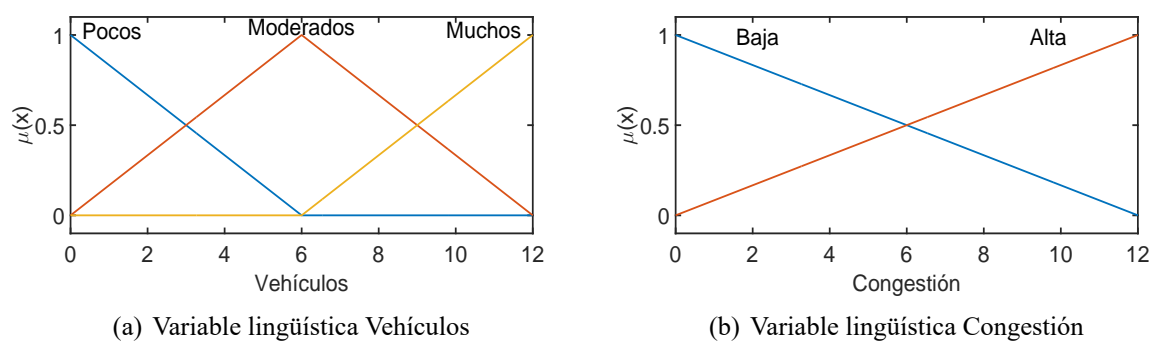 Pocos Moderados Muchos
1
0.5
0
μ(x)
0 2 4 6 8 10 12
Vehículos
(a) Variable lingüística Vehículos
Baja Alta
1
0.5
0
μ(x)
0 2 4 6 8 10 12
Congestión
(b) Variable lingüística Congestión